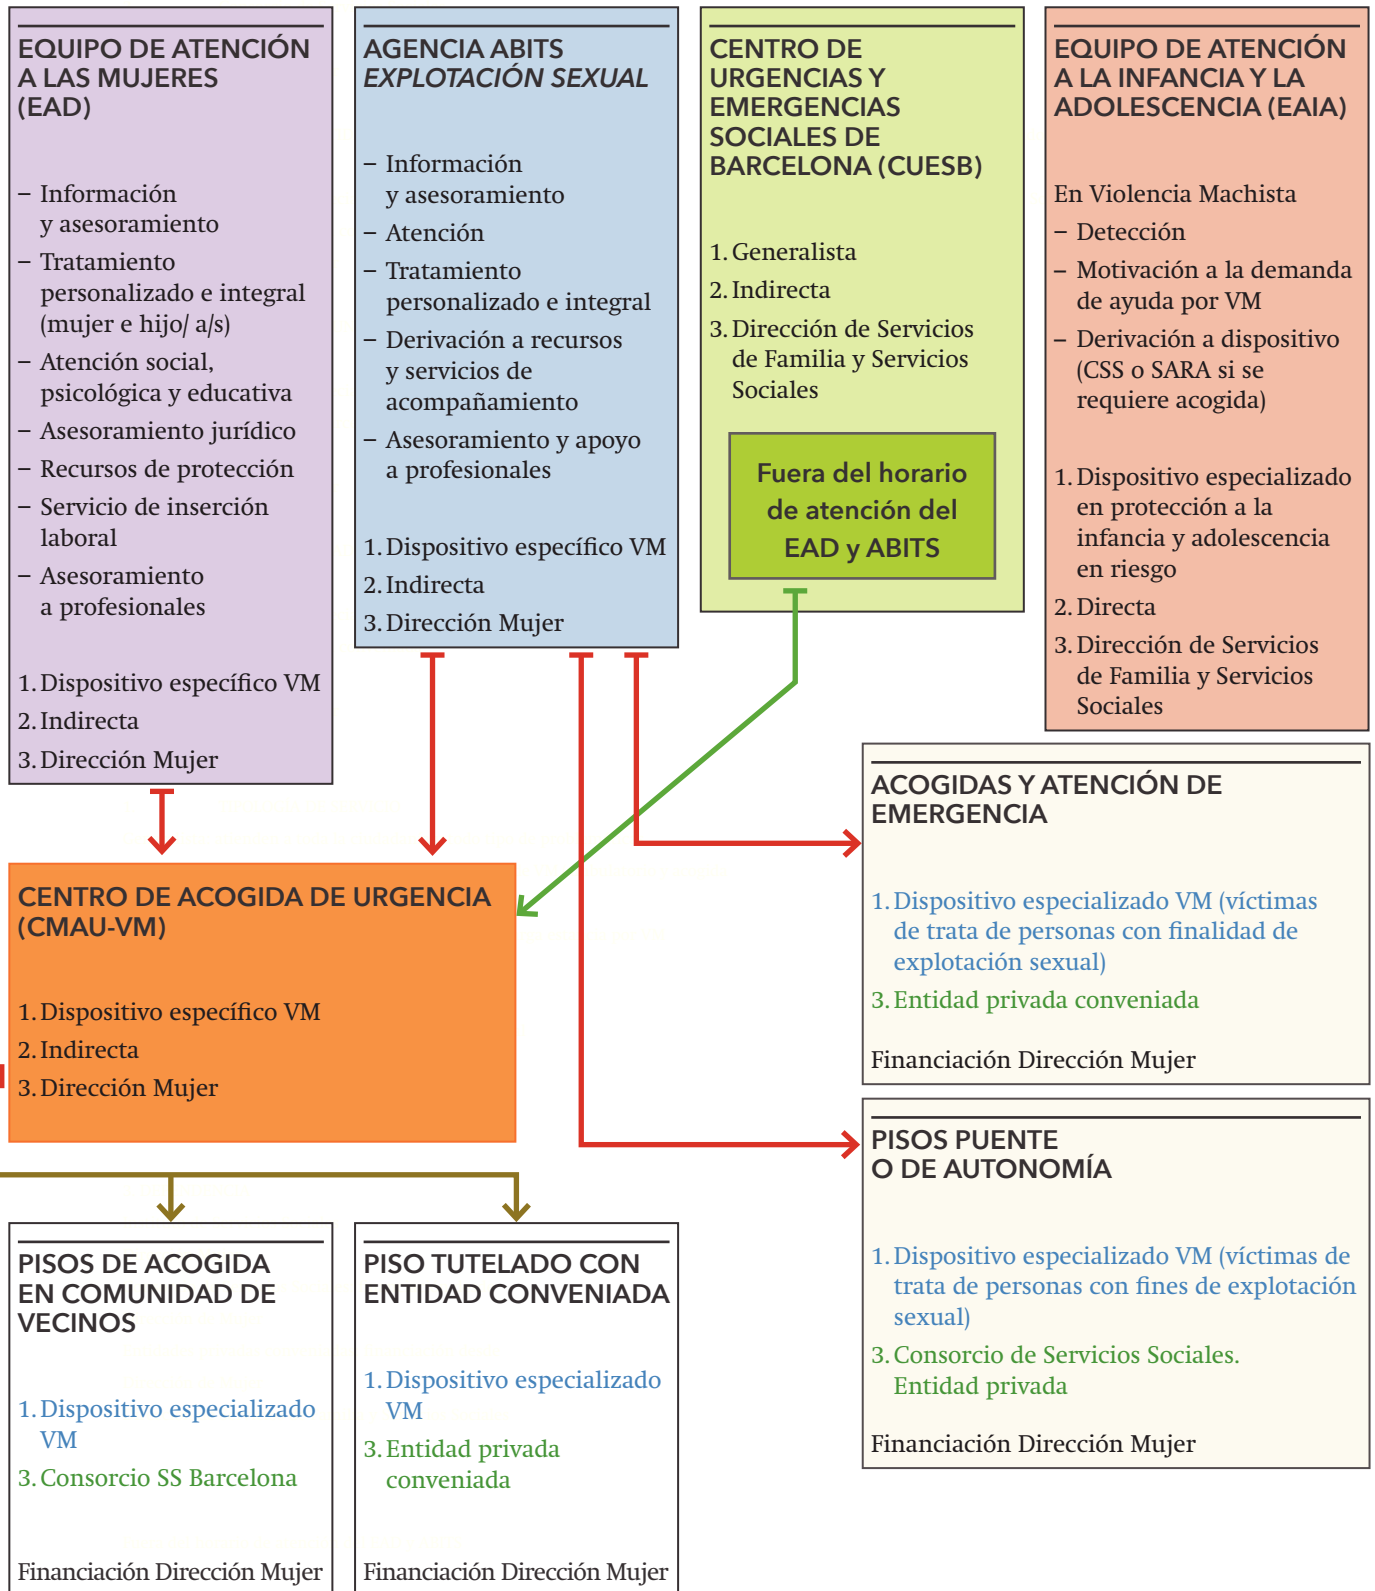 EQUIPO DE ATENCIÓN
A LAS MUJERES
(EAD)
– Información
y asesoramiento
– Tratamiento
personalizado e integral
(mujer e hijo/ a/s)
– Atención social,
psicológica y educativa
– Asesoramiento jurídico
– Recursos de protección
– Servicio de inserción
laboral
– Asesoramiento
a profesionales
1. Dispositivo específico VM
2. Indirecta
3. Dirección Mujer
AGENCIA ABITS
EXPLOTACIÓN SEXUAL
– Información
y asesoramiento
– Atención
– Tratamiento
personalizado e integral
– Derivación a recursos
y servicios de
acompañamiento
– Asesoramiento y apoyo
a profesionales
1. Dispositivo específico VM
2. Indirecta
3. Dirección Mujer
CENTRO DE
URGENCIAS Y
EMERGENCIAS
SOCIALES DE
BARCELONA (CUESB)
1. Generalista
2. Indirecta
3. Dirección de Servicios
de Familia y Servicios
Sociales
Fuera del horario
de atención del
EAD y ABITS
EQUIPO DE ATENCIÓN
A LA INFANCIA Y LA
ADOLESCENCIA (EAIA)
En Violencia Machista
– Detección
– Motivación a la demanda
de ayuda por VM
– Derivación a dispositivo
(CSS o SARA si se
requiere acogida)
1. Dispositivo especializado
en protección a la
infancia y adolescencia
en riesgo
2. Directa
3. Dirección de Servicios
de Familia y Servicios
Sociales
CENTRO DE ACOGIDA DE URGENCIA
(CMAU-VM)
1. Dispositivo específico VM
2. Indirecta
3. Dirección Mujer
ACOGIDAS Y ATENCIÓN DE
EMERGENCIA
1. Dispositivo especializado VM (víctimas
de trata de personas con finalidad de
explotación sexual)
3. Entidad privada conveniada
Financiación Dirección Mujer
PISOS PUENTE
O DE AUTONOMÍA
1. Dispositivo especializado VM (víctimas de
trata de personas con fines de explotación
sexual)
3. Consorcio de Servicios Sociales.
Entidad privada
Financiación Dirección Mujer
PISOS DE ACOGIDA
EN COMUNIDAD DE
VECINOS
1. Dispositivo especializado
VM
3. Consorcio SS Barcelona
Financiación Dirección Mujer
PISO TUTELADO CON
ENTIDAD CONVENIADA
1. Dispositivo especializado
VM
3. Entidad privada
conveniada
Financiación Dirección Mujer